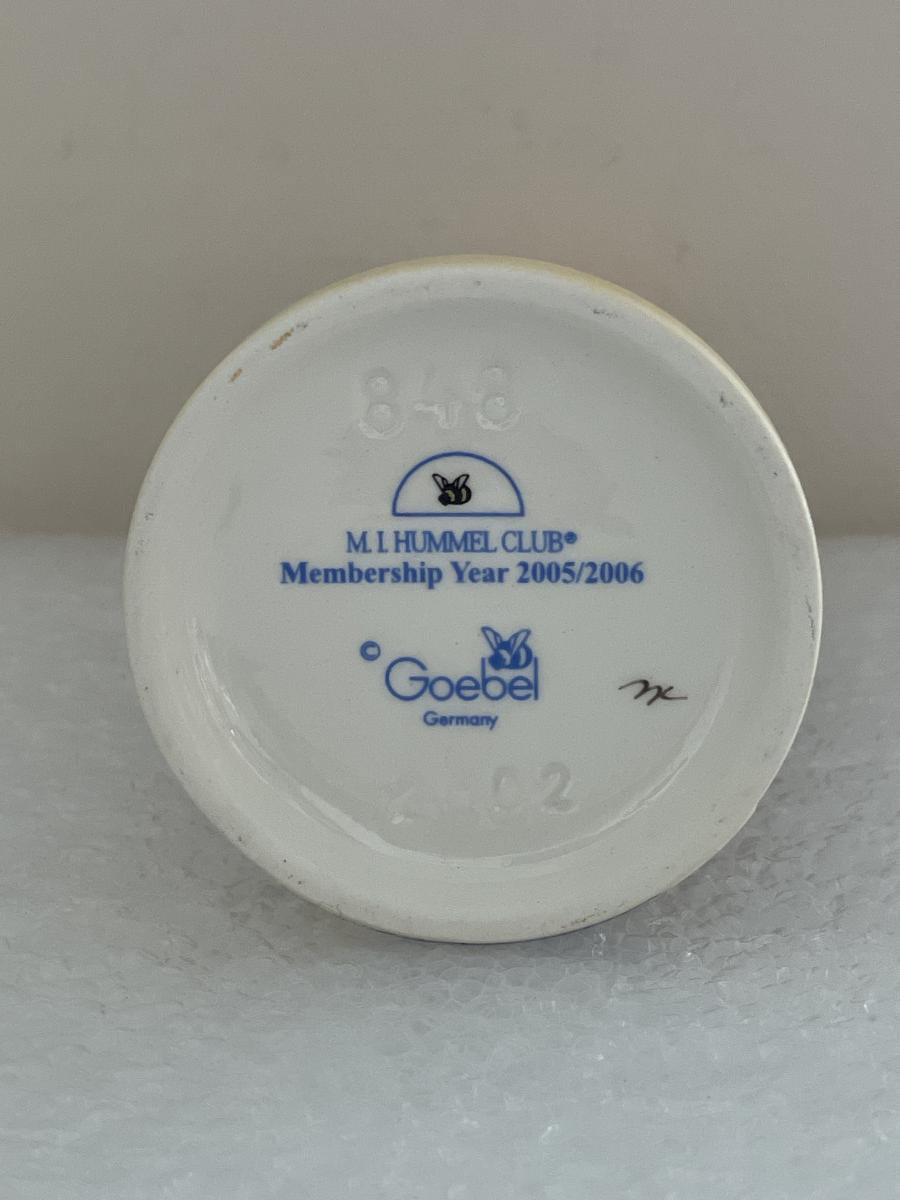 848
M. I. HUMMEL CLUB®
Membership Year 2005/2006
© Goebel
Germany